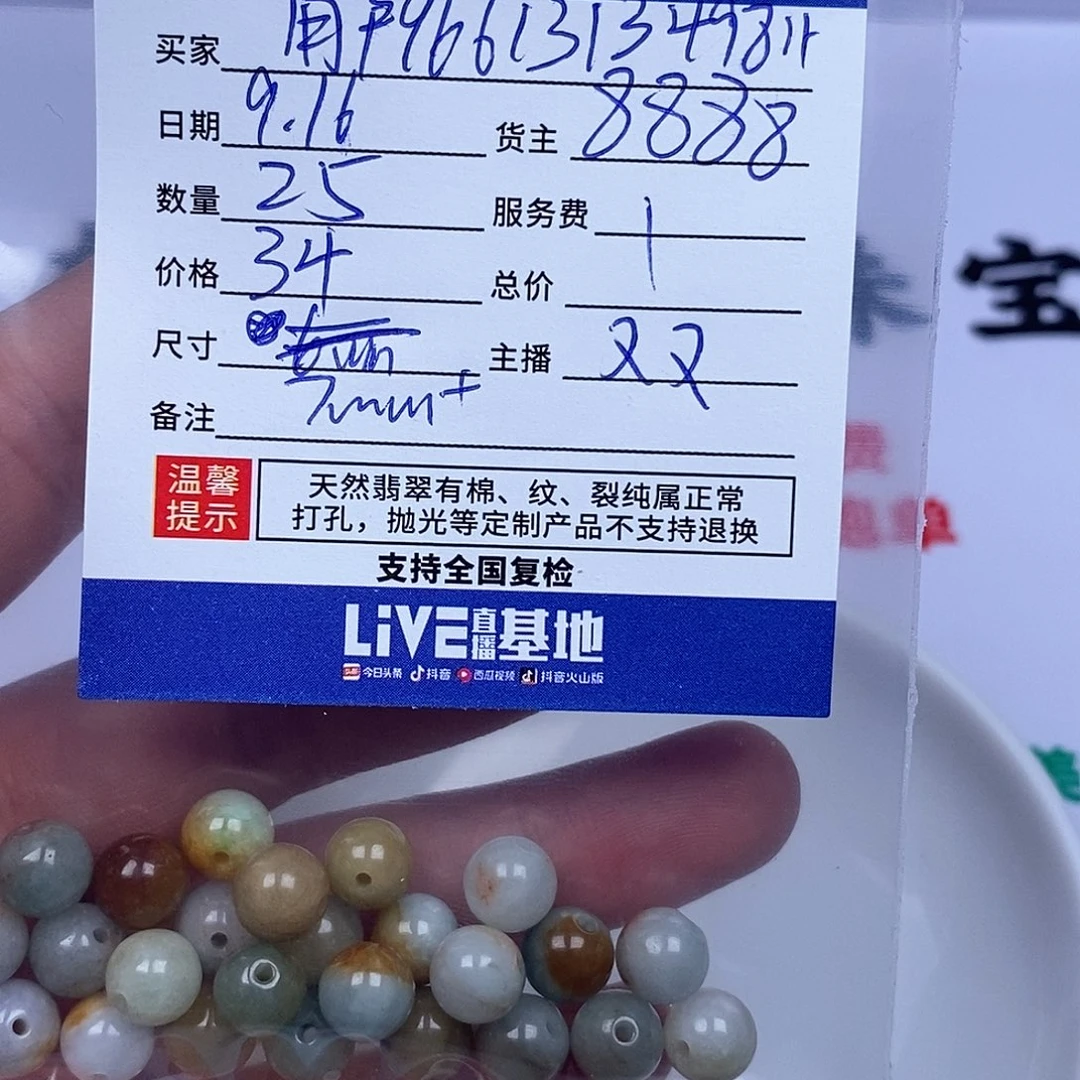 买家 用户9661313498
日期 9.16 货主 8888
数量 25 服务费 1
价格 34 总价
尺寸 主播 双
7mm+
备注
温馨
提示
天然翡翠有棉、纹、裂纯属正常
打孔，抛光等定制产品不支持退换
支持全国复检
LiVE直播基地
头条 今日头条 抖音 西瓜视频 抖音火山版
宝